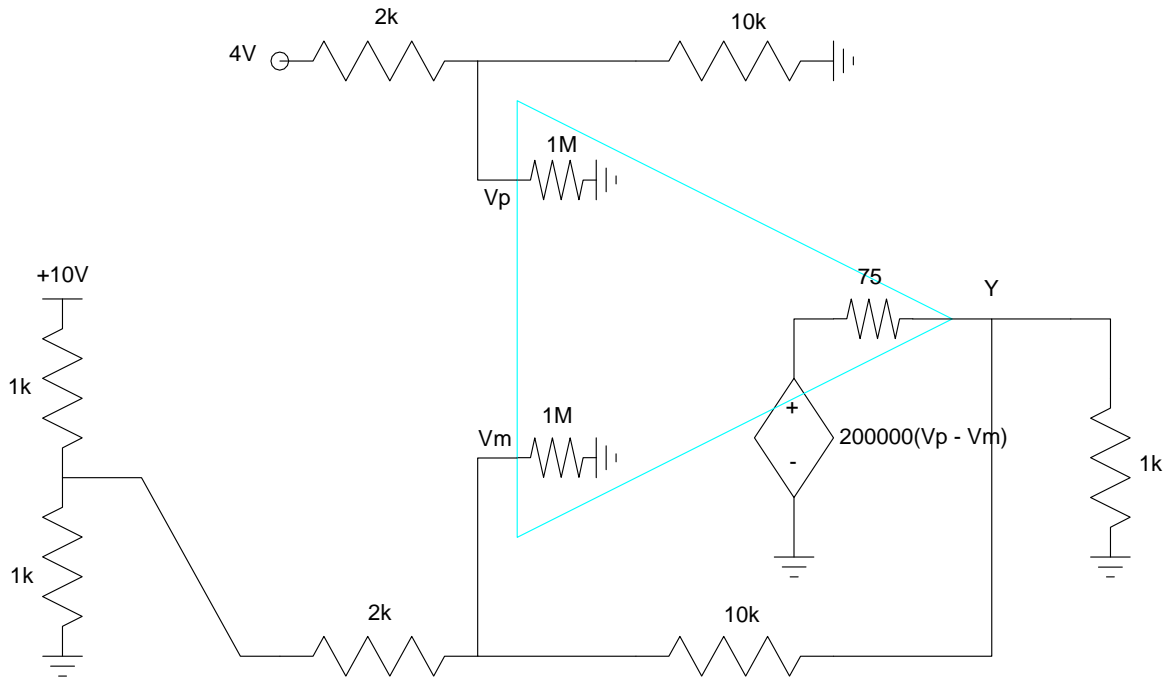 2k
10k
4V
1M
Vp
+10V
75
Y
1k
1M
Vm
+
200000(Vp - Vm)
-
1k
1k
2k
10k